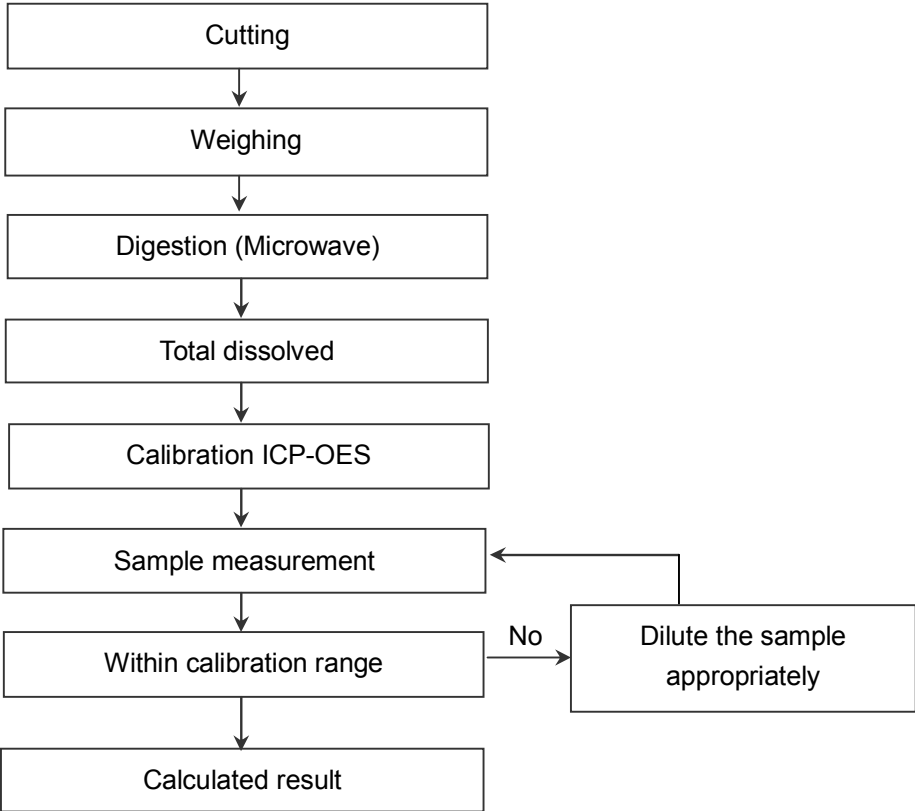 Cutting
Weighing
Digestion (Microwave)
Total dissolved
Calibration ICP-OES
Sample measurement
Within calibration range
No
Dilute the sample
appropriately
Calculated result